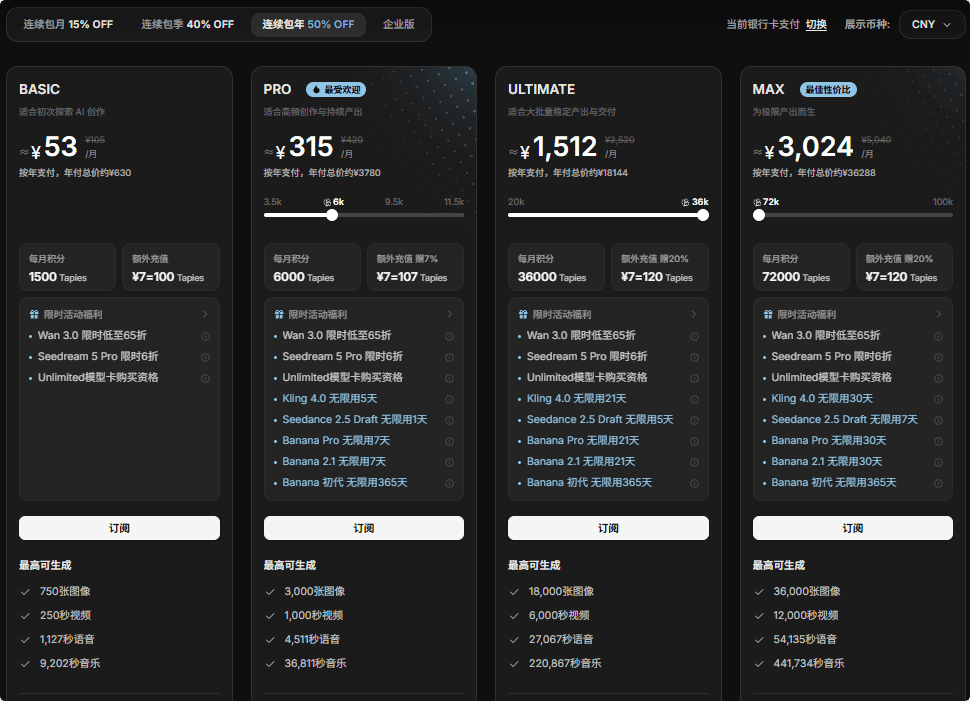 连续包月 15% OFF 连续包季 40% OFF 连续包年 50% OFF 企业版
当前银行卡支付 切换 展示币种: CNY
BASIC
适合初次探索 AI 创作
≈¥53 ¥105 /月
按年支付，年付总价约¥630
每月积分
1500 Tapies
额外充值
¥7=100 Tapies
限时活动福利
• Wan 3.0 限时低至65折
• Seedream 5 Pro 限时6折
• Unlimited模型卡购买资格
订阅
最高可生成
750张图像
250秒视频
1,127秒语音
9,202秒音乐
PRO 最受欢迎
适合高频创作与持续产出
≈¥315 ¥420 /月
按年支付，年付总价约¥3780
3.5k 6k 9.5k 11.5k
每月积分
6000 Tapies
额外充值 赠7%
¥7=107 Tapies
限时活动福利
• Wan 3.0 限时低至65折
• Seedream 5 Pro 限时6折
• Unlimited模型卡购买资格
• Kling 4.0 无限用5天
• Seedance 2.5 Draft 无限用1天
• Banana Pro 无限用7天
• Banana 2.1 无限用7天
• Banana 初代 无限用365天
订阅
最高可生成
3,000张图像
1,000秒视频
4,511秒语音
36,811秒音乐
ULTIMATE
适合大批量稳定产出与交付
≈¥1,512 ¥2,520 /月
按年支付，年付总价约¥18144
20k 36k
每月积分
36000 Tapies
额外充值 赠20%
¥7=120 Tapies
限时活动福利
• Wan 3.0 限时低至65折
• Seedream 5 Pro 限时6折
• Unlimited模型卡购买资格
• Kling 4.0 无限用21天
• Seedance 2.5 Draft 无限用5天
• Banana Pro 无限用21天
• Banana 2.1 无限用21天
• Banana 初代 无限用365天
订阅
最高可生成
18,000张图像
6,000秒视频
27,067秒语音
220,867秒音乐
MAX 最佳性价比
为极限产出而生
≈¥3,024 ¥5,040 /月
按年支付，年付总价约¥36288
72k 100k
每月积分
72000 Tapies
额外充值 赠20%
¥7=120 Tapies
限时活动福利
• Wan 3.0 限时低至65折
• Seedream 5 Pro 限时6折
• Unlimited模型卡购买资格
• Kling 4.0 无限用30天
• Seedance 2.5 Draft 无限用7天
• Banana Pro 无限用30天
• Banana 2.1 无限用30天
• Banana 初代 无限用365天
订阅
最高可生成
36,000张图像
12,000秒视频
54,135秒语音
441,734秒音乐